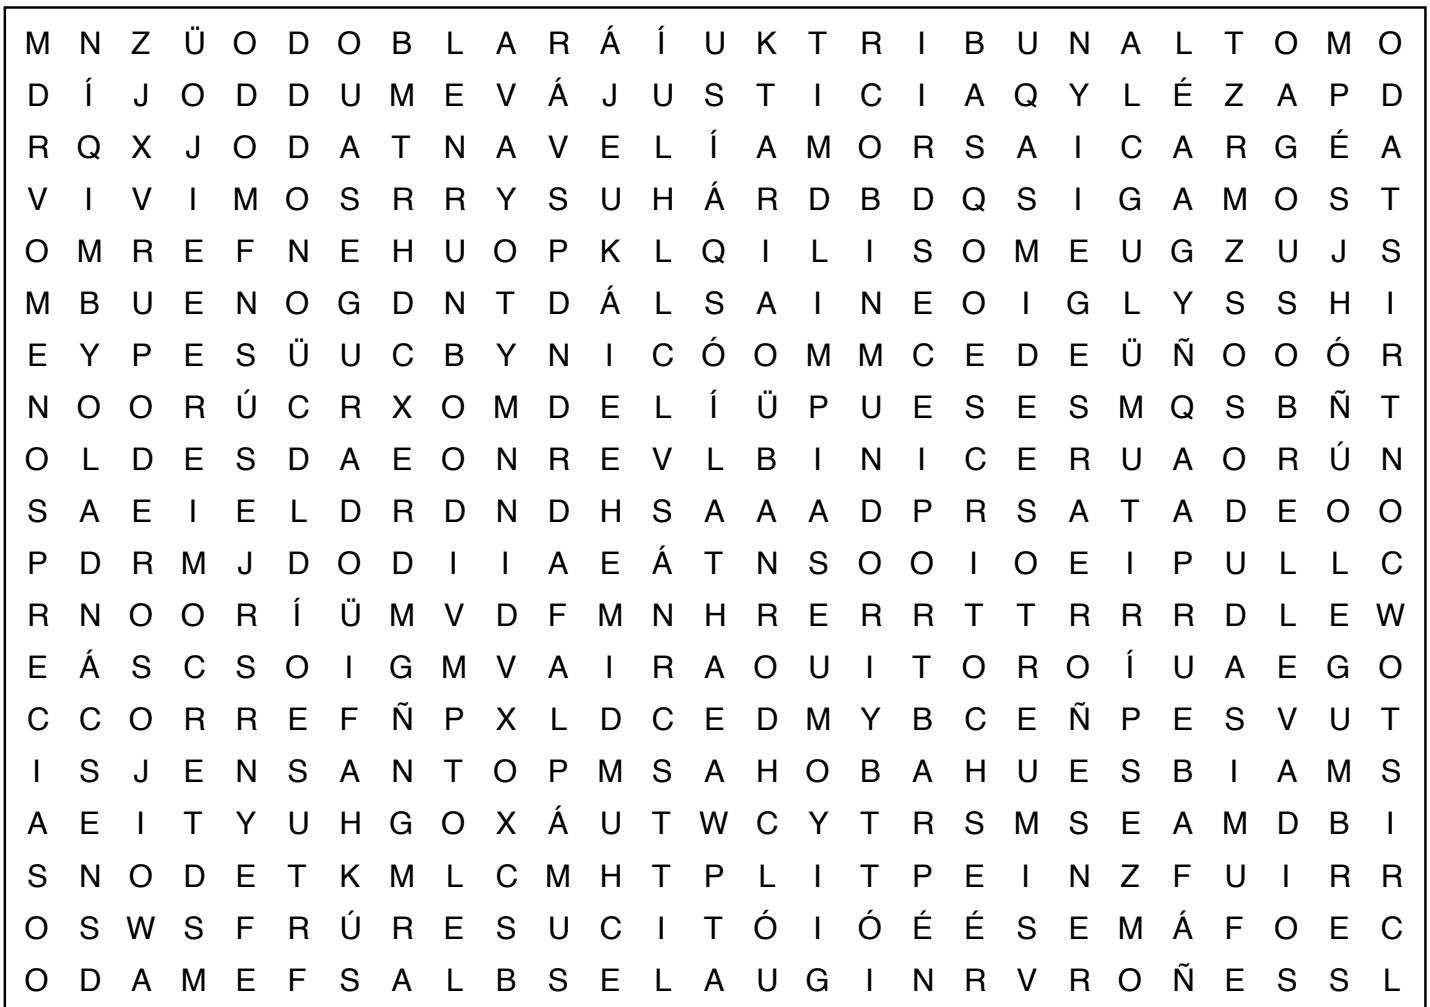 M N Z Ü O D O B L A R Á Í U K T R I B U N A L T O M O
D Í J O D D U M E V Á J U S T I C I A Q Y L É Z A P D
R Q X J O D A T N A V E L Í A M O R S A I C A R G É A
V I V I M O S R R Y S U H Á R D B D Q S I G A M O S T
O M R E F N E H U O P K L Q I L I S O M E U G Z U J S
M B U E N O G D N T D Á L S A I N E O I G L Y S S H I
E Y P E S Ü U C B Y N I C Ó O M M C E D E Ü Ñ O O Ó R
N O O R Ú C R X O M D E L Í Ü P U E S E S M Q S B Ñ T
O L D E S D A E O N R E V L B I N I C E R U A O R Ú N
S A E I E L D R D N D H S A A A D P R S A T A D E O O
P D R M J D O D I I A E Á T N S O O I O E I P U L L C
R N O O R Í Ü M V D F M N H R E R R T T R R R D L E W
E Á S C S O I G M V A I R A O U I T O R O Í U A E G O
C C O R R E F Ñ P X L D C E D M Y B C E Ñ P E S V U T
I S J E N S A N T O P M S A H O B A H U E S B I A M S
A E I T Y U H G O X Á U T W C Y T R S M S E A M D B I
S N O D E T K M L C M H T P L I T P E I N Z F U I R R
O S W S F R Ú R E S U C I T Ó I Ó É É S E M Á F O E C
O D A M E F S A L B S E L A U G I N R V R O Ñ E S S L